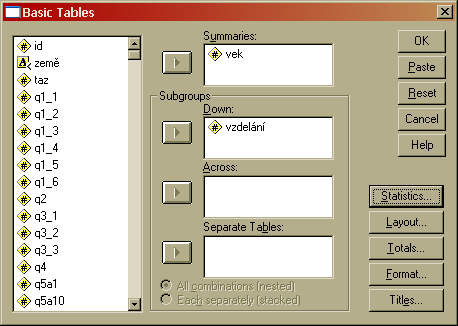 Basic Tables
id
země
taz
q1_1
q1_2
q1_3
q1_4
q1_5
q1_6
q2
q3_1
q3_2
q3_3
q4
q5a1
q5a10
Summaries:
vek
Subgroups
Down:
vzdelání
Across:
Separate Tables:
All combinations (nested)
Each separately (stacked)
OK
Paste
Reset
Cancel
Help
Statistics...
Layout...
Totals...
Format...
Titles...